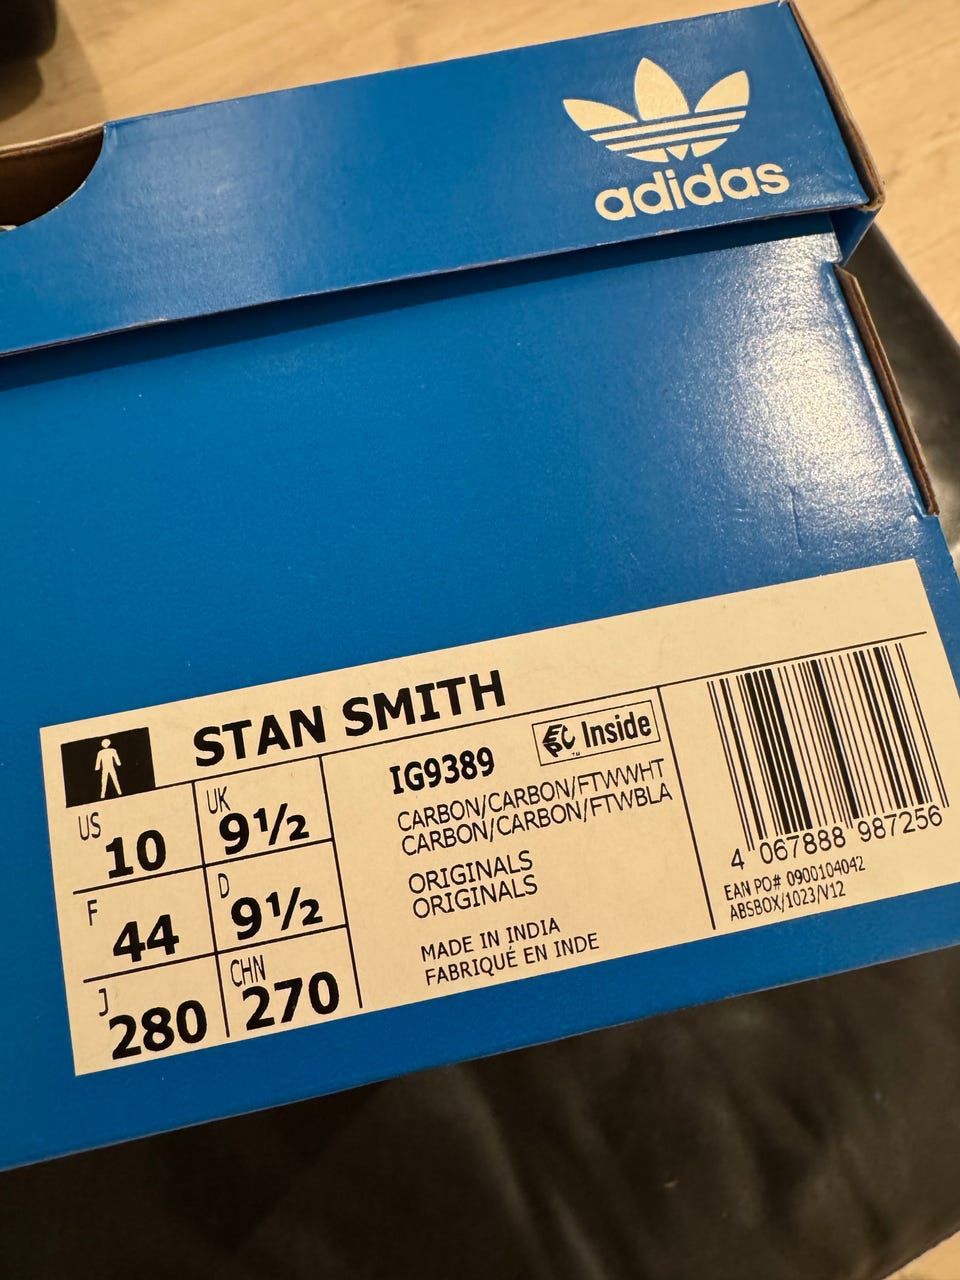 adidas
STAN SMITH
US 10
UK 9½
F 44
D 9½
J 280
CHN 270
IG9389
EPC Inside
TM
CARBON/CARBON/FTWWHT
CARBON/CARBON/FTWBLA
ORIGINALS
ORIGINALS
MADE IN INDIA
FABRIQUÉ EN INDE
4 067888 987256
EAN PO# 0900104042
ABSBOX/1023/V12